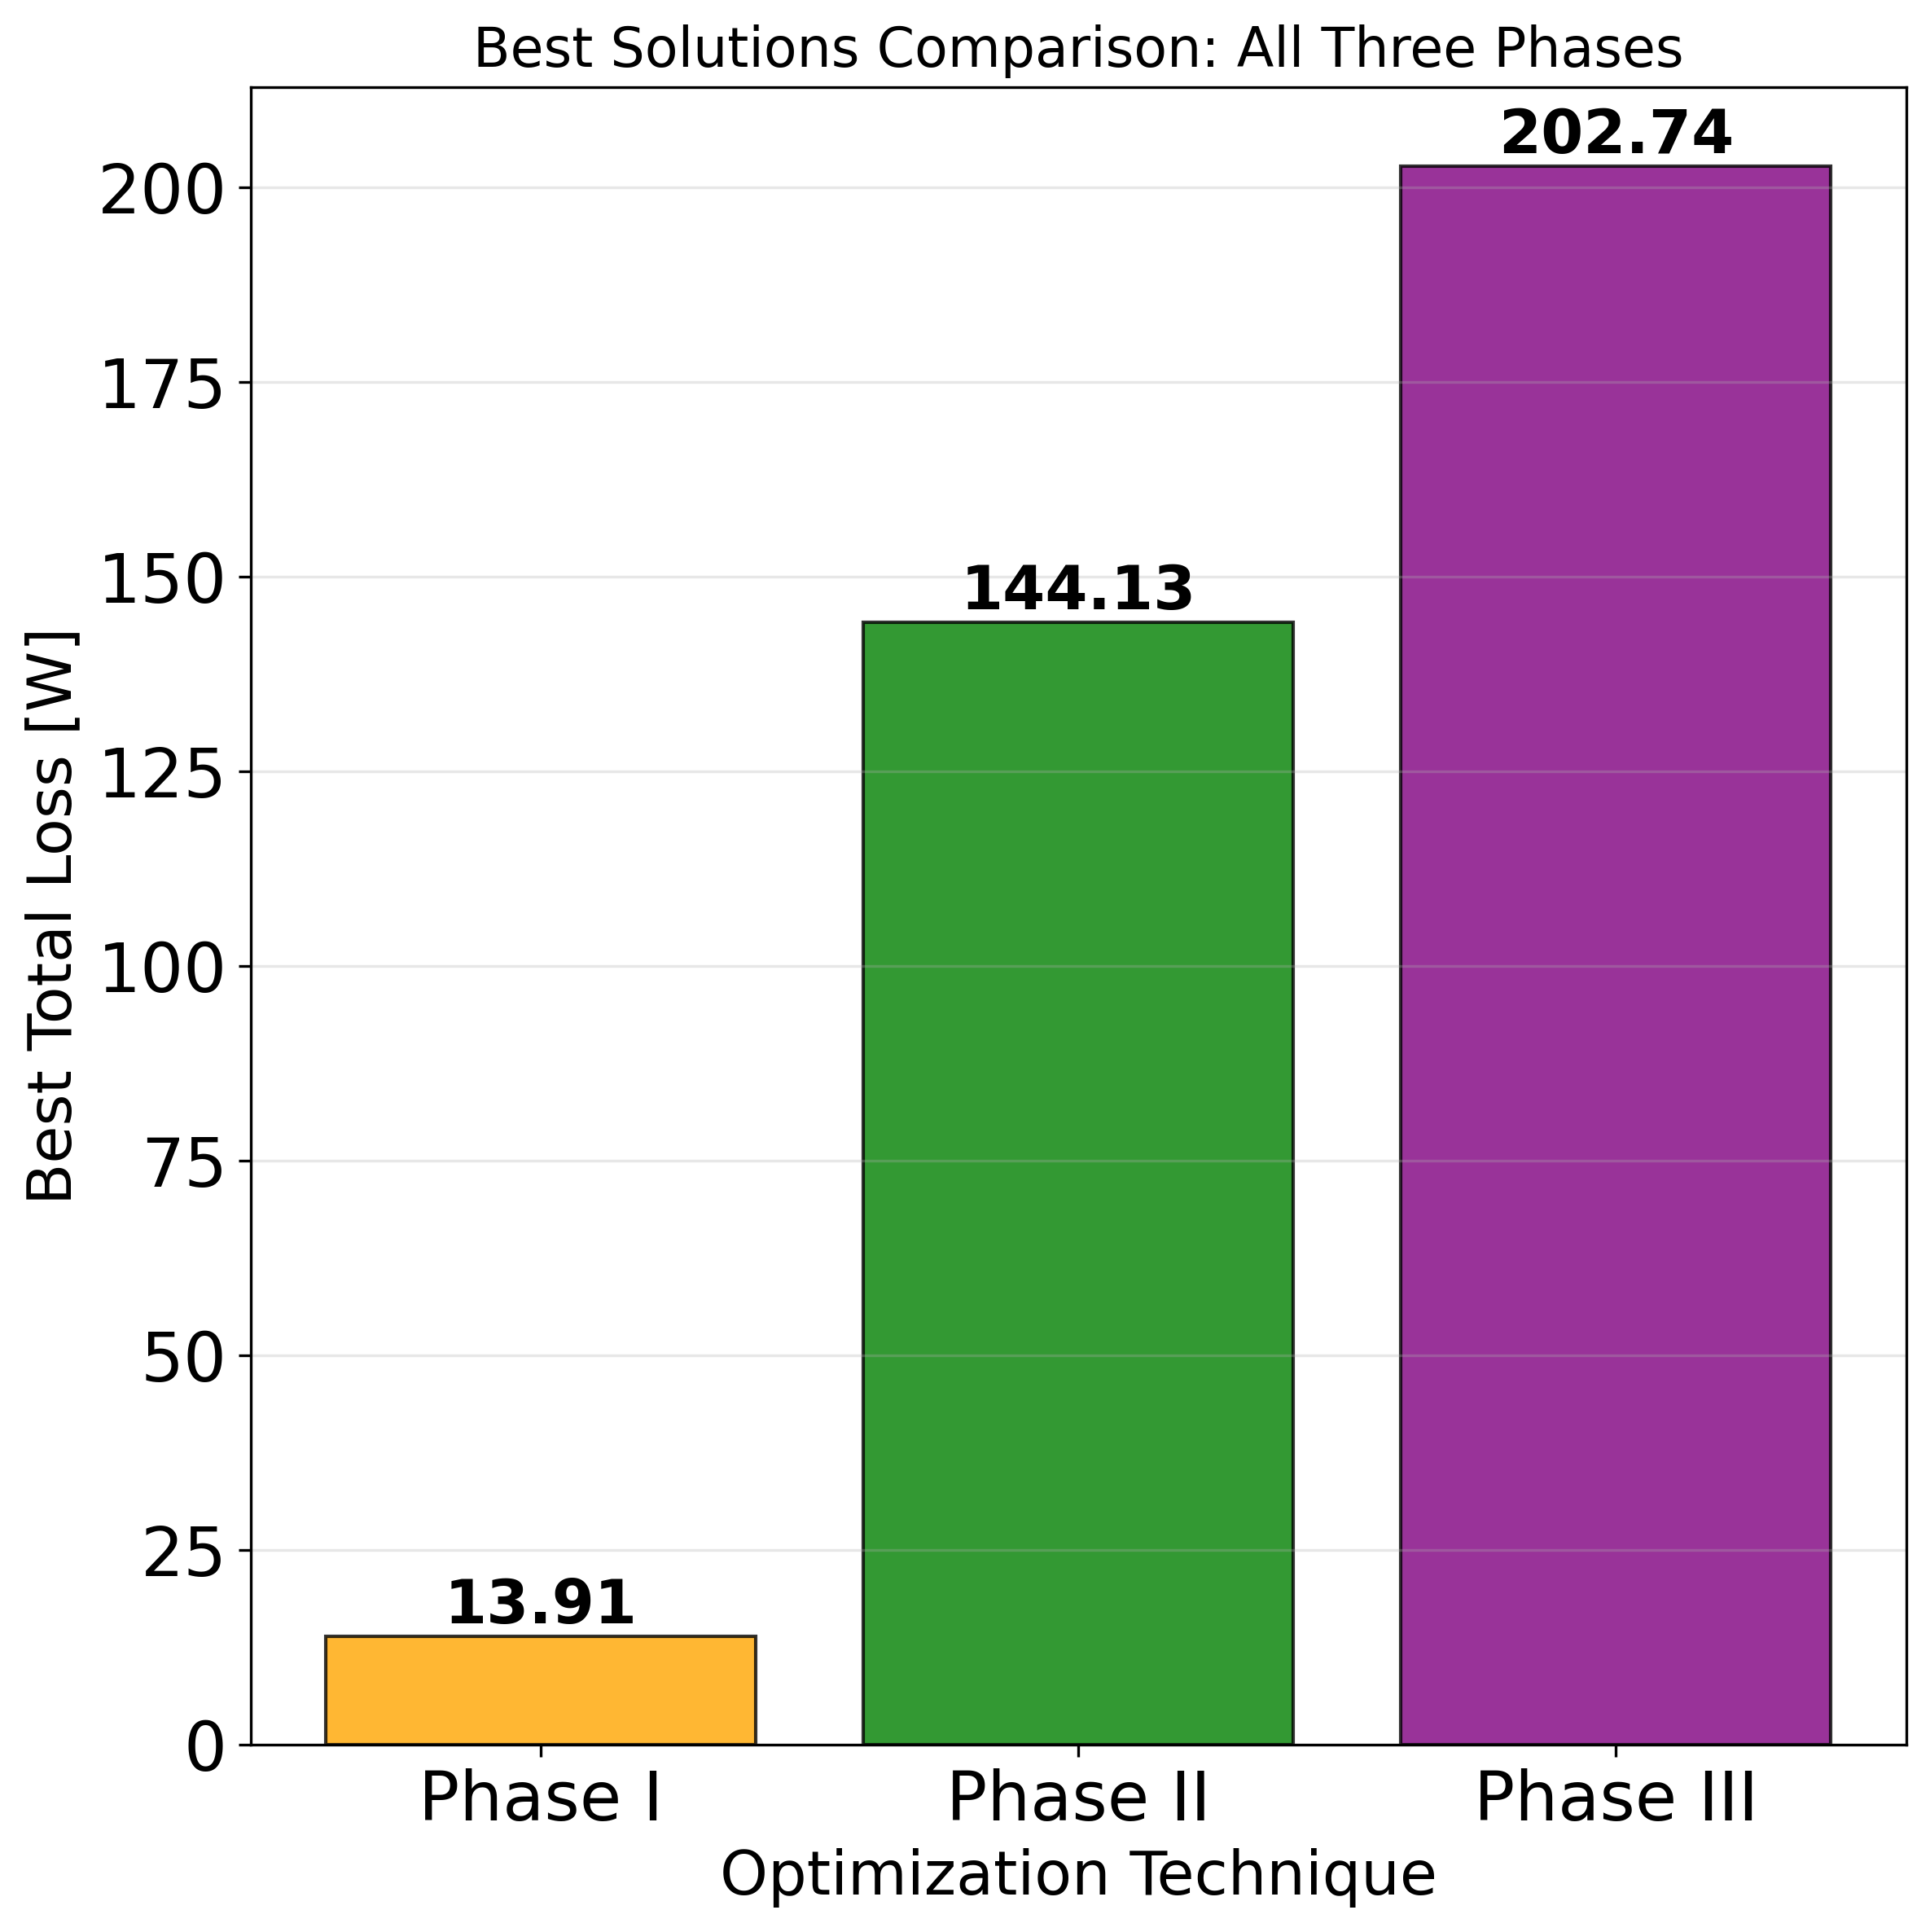 Best Solutions Comparison: All Three Phases
Best Total Loss [W]
200
175
150
125
100
75
50
25
0
13.91
144.13
202.74
Phase I
Phase II
Phase III
Optimization Technique